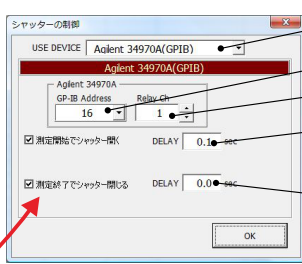 シャッターの制御
USE DEVICE Agilent 34970A(GPIB)
Agilent 34970A(GPIB)
Agilent 34970A
GP-IB Address Relay Ch
16 1
測定開始でシャッター開く DELAY 0.1 sec
測定終了でシャッター閉じる DELAY 0.0 sec
OK